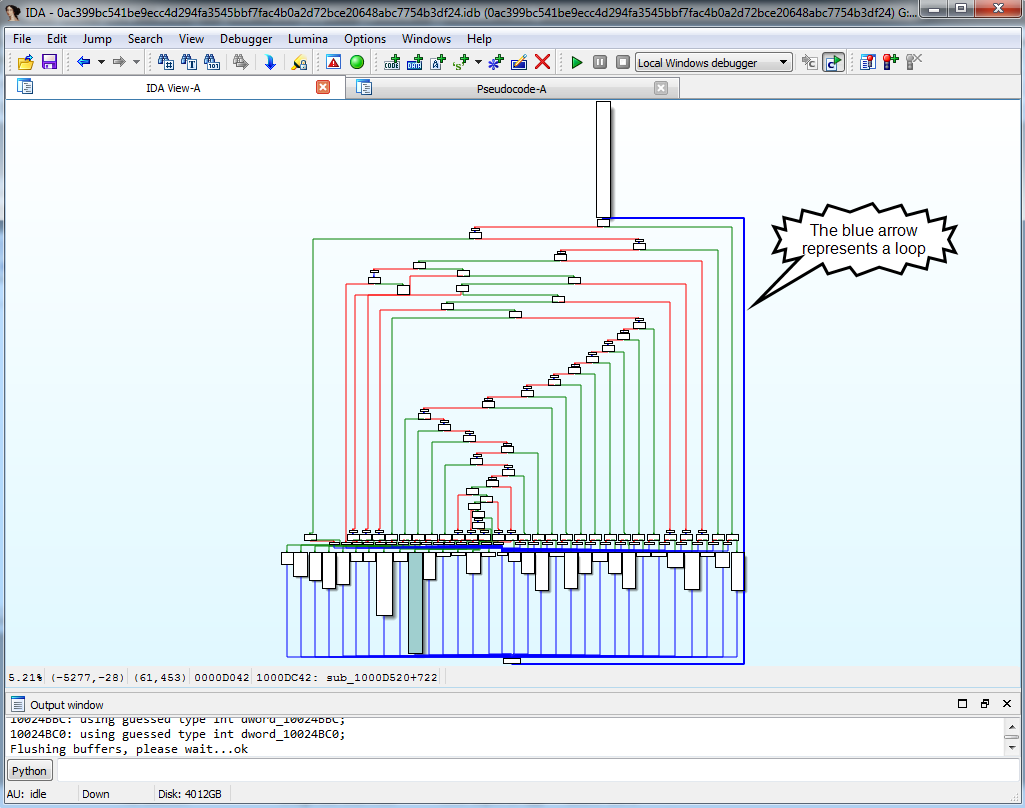 IDA - 0ac399bc541be9ecc4d294fa3545bbf7fac4b0a2d72bce20648abc7754b3df24.idb (0ac399bc541be9ecc4d294fa3545bbf7fac4b0a2d72bce20648abc7754b3df24) G:...
File Edit Jump Search View Debugger Lumina Options Windows Help
Local Windows debugger
IDA View-A Pseudocode-A
The blue arrow
represents a loop
5.21% (-5277,-28) (61,453) 0000D042 1000DC42: sub_1000D520+722
Output window
10024BBC: using guessed type int dword_10024BBC;
10024BC0: using guessed type int dword_10024BC0;
Flushing buffers, please wait...ok
Python
AU: idle Down Disk: 4012GB